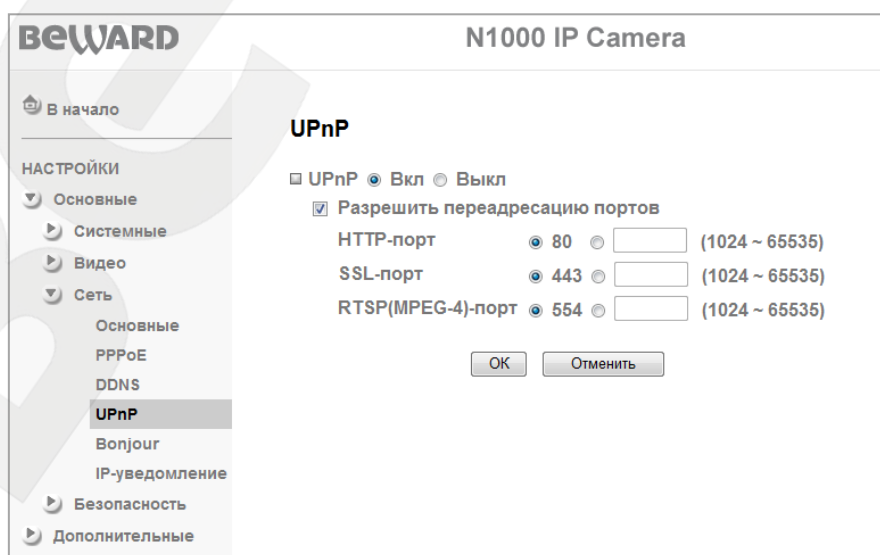 BEWARD
N1000 IP Camera
В начало
НАСТРОЙКИ
Основные
Системные
Видео
Сеть
Основные
PPPoE
DDNS
UPnP
Bonjour
IP-уведомление
Безопасность
Дополнительные
UPnP
UPnP Вкл Выкл
Разрешить переадресацию портов
HTTP-порт 80 (1024 ~ 65535)
SSL-порт 443 (1024 ~ 65535)
RTSP(MPEG-4)-порт 554 (1024 ~ 65535)
ОК Отменить